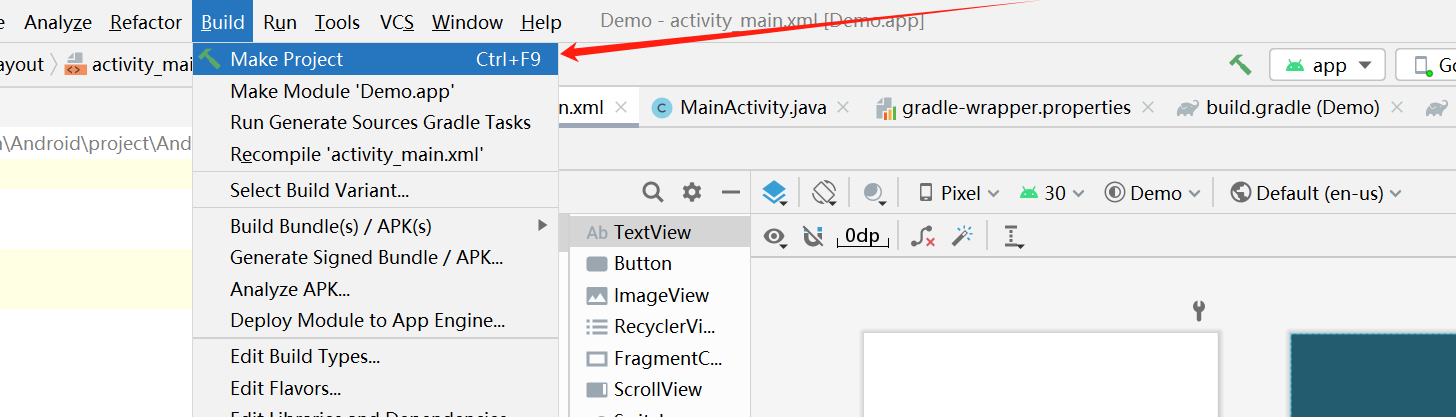 Analyze Refactor Build Run Tools VCS Window Help Demo - activity_main.xml [Demo.app]
Make Project Ctrl+F9
ayout activity_mai
app Go
Make Module 'Demo.app'
n.xml MainActivity.java gradle-wrapper.properties build.gradle (Demo)
Run Generate Sources Gradle Tasks
n\Android\project\And
Recompile 'activity_main.xml'
Select Build Variant...
Pixel 30 Demo Default (en-us)
Build Bundle(s) / APK(s)
Generate Signed Bundle / APK...
Analyze APK...
Deploy Module to App Engine...
Edit Build Types...
Edit Flavors...
Edit Libraries and Dependencies
Ab TextView
Button
ImageView
RecyclerVi...
FragmentC...
ScrollView
0dp